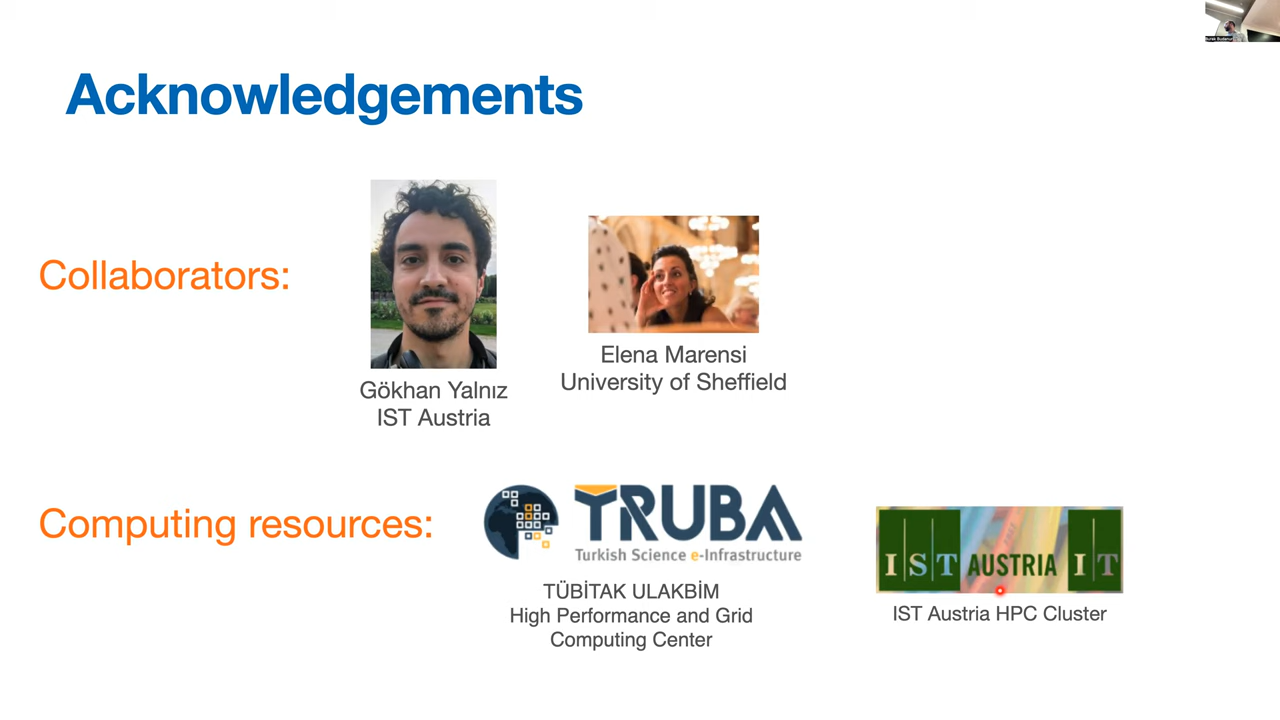 Acknowledgements
Collaborators:
Gökhan Yalnız
IST Austria
Elena Marensi
University of Sheffield
Computing resources:
TRUBA
Turkish Science e-Infrastructure
TÜBİTAK ULAKBİM
High Performance and Grid
Computing Center
IST AUSTRIA IT
IST Austria HPC Cluster